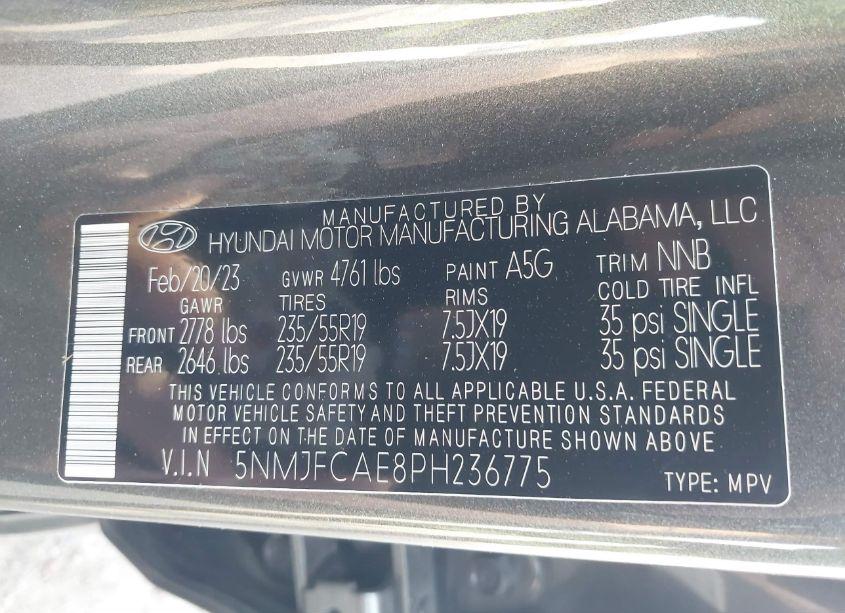 MANUFACTURED BY
HYUNDAI MOTOR MANUFACTURING ALABAMA, LLC
Feb/20/23 GVWR 4761 lbs PAINT A5G TRIM NNB
GAWR TIRES RIMS COLD TIRE INFL
FRONT 2778 lbs 235/55R19 7.5JX19 35 psi SINGLE
REAR 2646 lbs 235/55R19 7.5JX19 35 psi SINGLE
THIS VEHICLE CONFORMS TO ALL APPLICABLE U.S.A. FEDERAL
MOTOR VEHICLE SAFETY AND THEFT PREVENTION STANDARDS
IN EFFECT ON THE DATE OF MANUFACTURE SHOWN ABOVE
V.I.N 5NMJFCAE8PH236775 TYPE: MPV